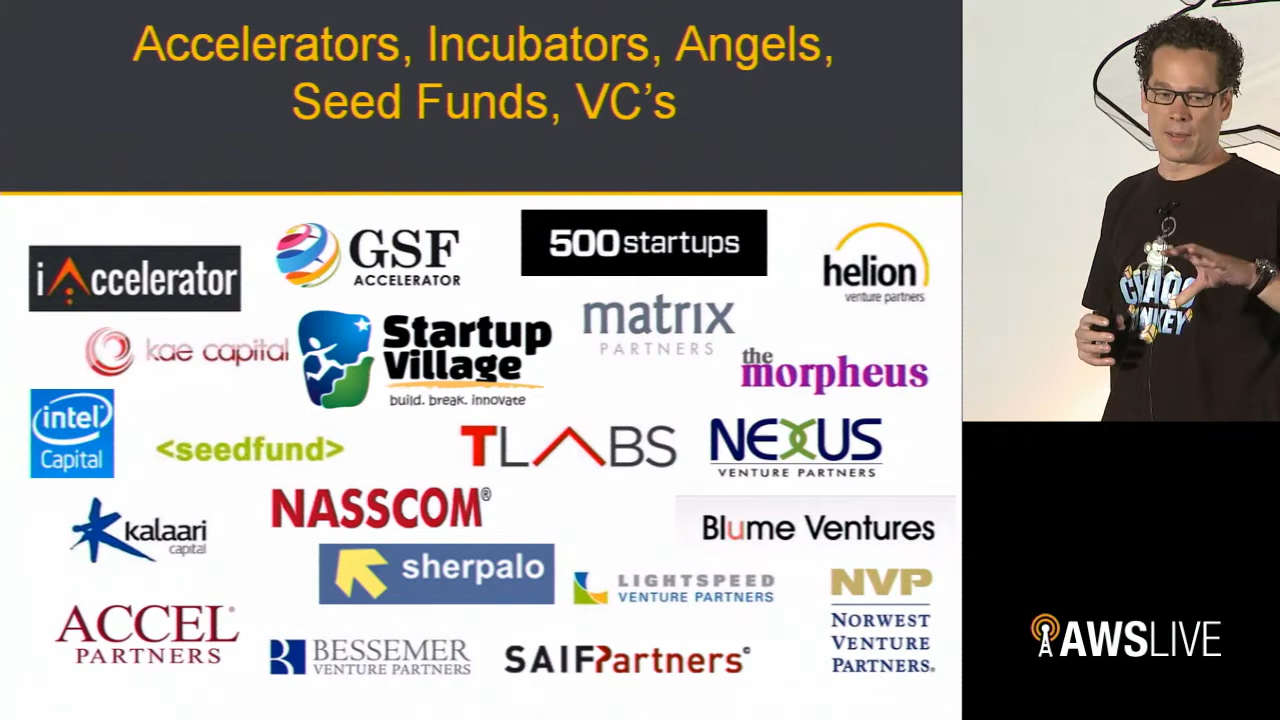 Accelerators, Incubators, Angels,
Seed Funds, VC's
iAccelerator
GSF
ACCELERATOR
500startups
helion
venture partners
kae capital
Startup
Village
build. break. innovate
matrix
PARTNERS
the
morpheus
intel
Capital
<seedfund>
TLABS
NEXUS
VENTURE PARTNERS
kalaari
capital
NASSCOM®
Blume Ventures
sherpalo
LIGHTSPEED
VENTURE PARTNERS
NVP
NORWEST
VENTURE
PARTNERS®
ACCEL®
PARTNERS
BESSEMER
VENTURE PARTNERS
SAIFPartners©
CHAOS
MONKEY
AWSLIVE